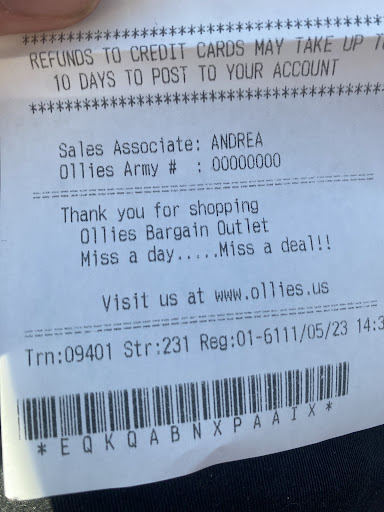 ************************************
REFUNDS TO CREDIT CARDS MAY TAKE UP T
10 DAYS TO POST TO YOUR ACCOUNT
************************************
Sales Associate: ANDREA
Ollies Army # : 00000000
Thank you for shopping
Ollies Bargain Outlet
Miss a day.....Miss a deal!!
Visit us at www.ollies.us
Trn:09401 Str:231 Reg:01-6111/05/23 14:3
*EQKQABNXPAAIX*